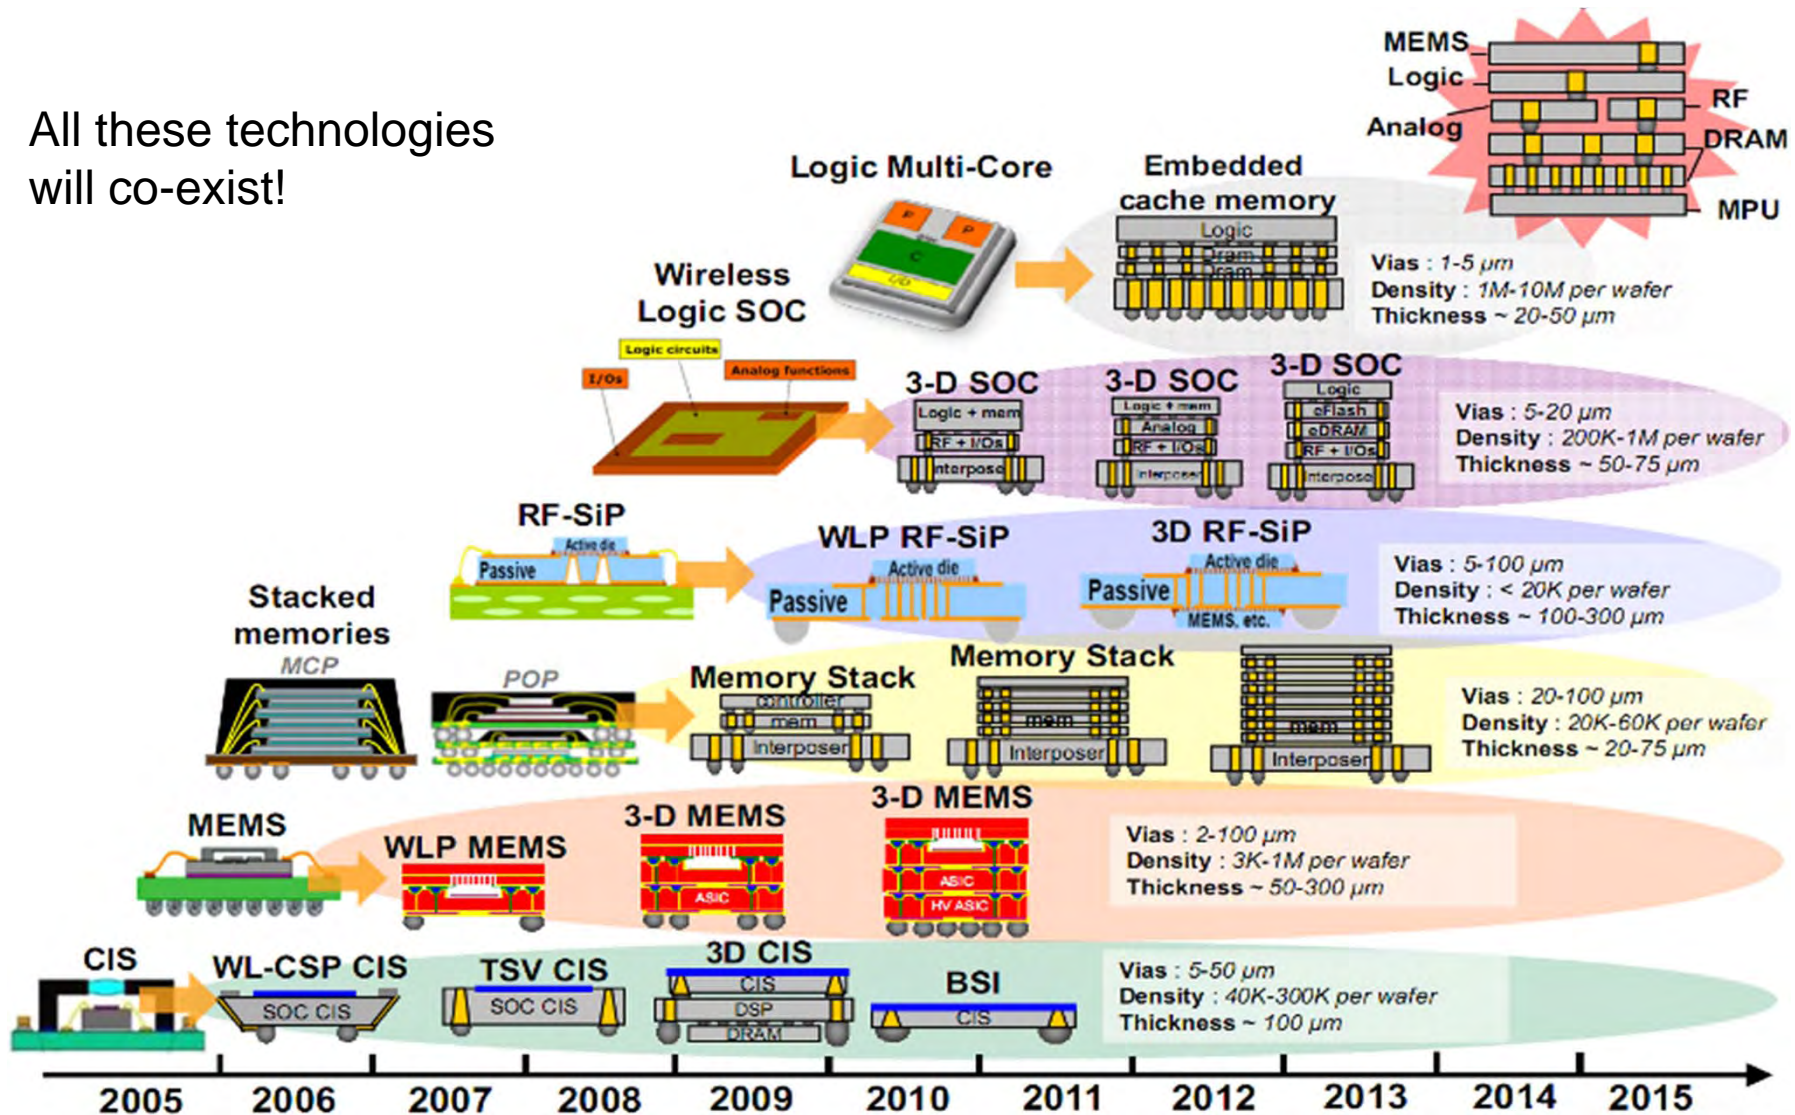 All these technologies
will co-exist!
MEMS
Logic
Analog
RF
DRAM
MPU
Logic Multi-Core
P
P
C
I/O
Embedded
cache memory
Logic
Dram
Dram
Vias : 1-5 µm
Density : 1M-10M per wafer
Thickness ~ 20-50 µm
Wireless
Logic SOC
Logic circuits
I/Os
Analog functions
3-D SOC
Logic + mem
RF + I/Os
Interpose
3-D SOC
Logic + mem
Analog
RF + I/Os
Interposer
3-D SOC
Logic
eFlash
eDRAM
RF + I/Os
Interpose
Vias : 5-20 µm
Density : 200K-1M per wafer
Thickness ~ 50-75 µm
RF-SiP
Active die
Passive
WLP RF-SiP
Active die
Passive
3D RF-SiP
Active die
Passive
MEMS, etc.
Vias : 5-100 µm
Density : < 20K per wafer
Thickness ~ 100-300 µm
Stacked
memories
MCP
POP
Memory Stack
controller
mem
Interposer
Memory Stack
mem
Interposer
mem
Interposer
Vias : 20-100 µm
Density : 20K-60K per wafer
Thickness ~ 20-75 µm
MEMS
WLP MEMS
3-D MEMS
ASIC
3-D MEMS
ASIC
HV ASIC
Vias : 2-100 µm
Density : 3K-1M per wafer
Thickness ~ 50-300 µm
CIS
WL-CSP CIS
SOC CIS
TSV CIS
SOC CIS
3D CIS
CIS
DSP
DRAM
BSI
CIS
Vias : 5-50 µm
Density : 40K-300K per wafer
Thickness ~ 100 µm
2005 2006 2007 2008 2009 2010 2011 2012 2013 2014 2015